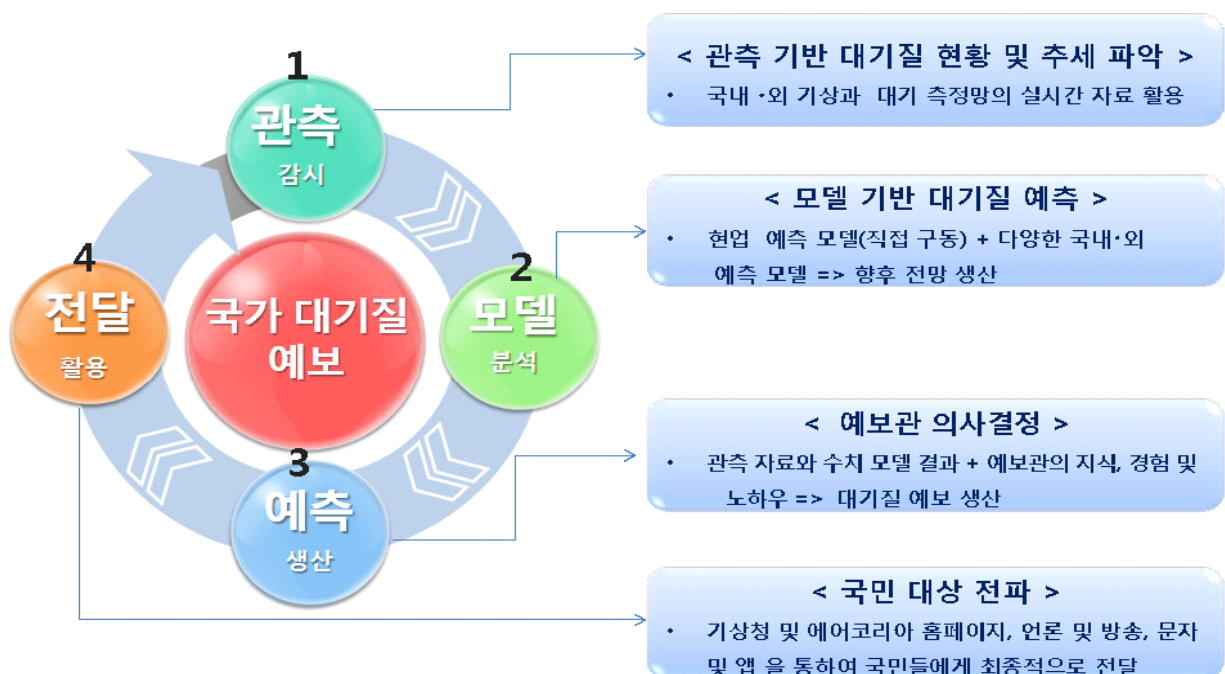 1
관측
감시
2
모델
분석
3
예측
생산
4
전달
활용
국가 대기질
예보
< 관측 기반 대기질 현황 및 추세 파악 >
• 국내·외 기상과 대기 측정망의 실시간 자료 활용
< 모델 기반 대기질 예측 >
• 현업 예측 모델(직접 구동) + 다양한 국내·외
예측 모델 => 향후 전망 생산
< 예보관 의사결정 >
• 관측 자료와 수치 모델 결과 + 예보관의 지식, 경험 및
노하우 => 대기질 예보 생산
< 국민 대상 전파 >
• 기상청 및 에어코리아 홈페이지, 언론 및 방송, 문자
및 앱 을 통하여 국민들에게 최종적으로 전달